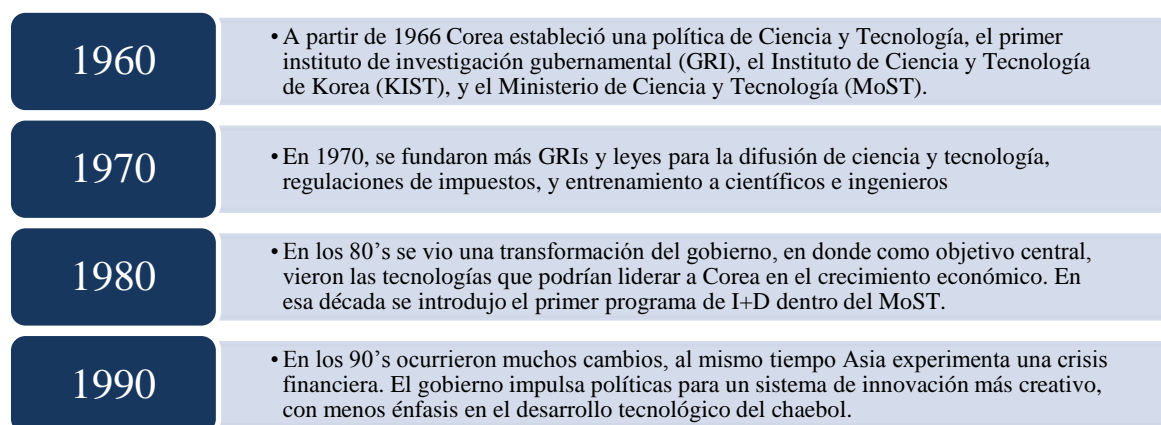 1960
• A partir de 1966 Corea estableció una política de Ciencia y Tecnología, el primer
instituto de investigación gubernamental (GRI), el Instituto de Ciencia y Tecnología
de Korea (KIST), y el Ministerio de Ciencia y Tecnología (MoST).
1970
• En 1970, se fundaron más GRIs y leyes para la difusión de ciencia y tecnología,
regulaciones de impuestos, y entrenamiento a científicos e ingenieros
1980
• En los 80’s se vio una transformación del gobierno, en donde como objetivo central,
vieron las tecnologías que podrían liderar a Corea en el crecimiento económico. En
esa década se introdujo el primer programa de I+D dentro del MoST.
1990
• En los 90’s ocurrieron muchos cambios, al mismo tiempo Asia experimenta una crisis
financiera. El gobierno impulsa políticas para un sistema de innovación más creativo,
con menos énfasis en el desarrollo tecnológico del chaebol.